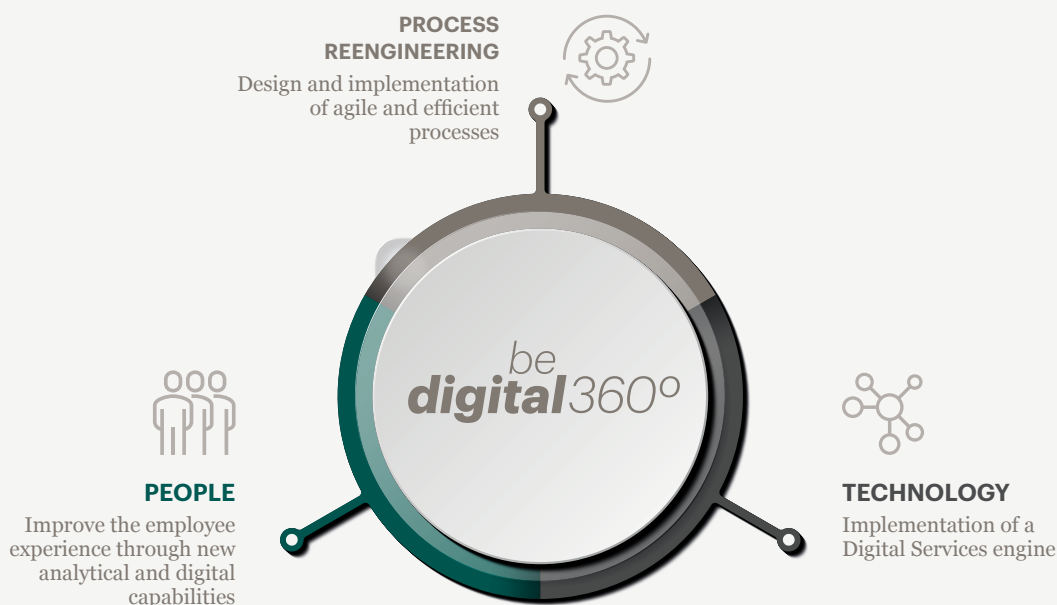 PROCESS
REENGINEERING
Design and implementation
of agile and efficient
processes
be
digital360º
PEOPLE
Improve the employee
experience through new
analytical and digital
capabilities
TECHNOLOGY
Implementation of a
Digital Services engine